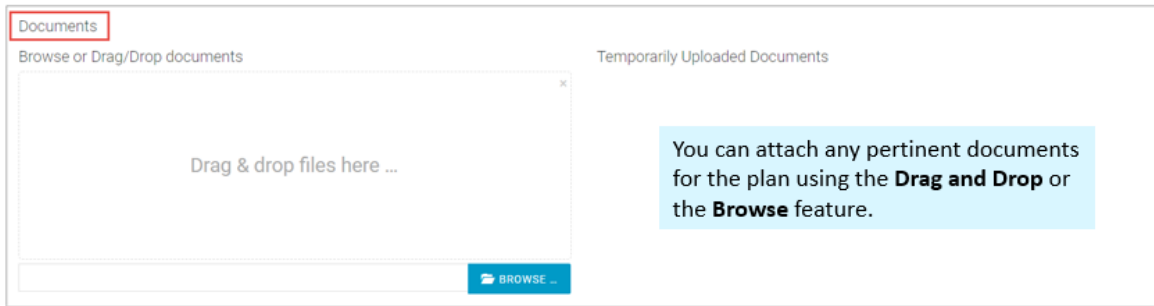 Documents
Browse or Drag/Drop documents
Temporarily Uploaded Documents
×
Drag & drop files here ...
You can attach any pertinent documents
for the plan using the Drag and Drop or
the Browse feature.
BROWSE ...